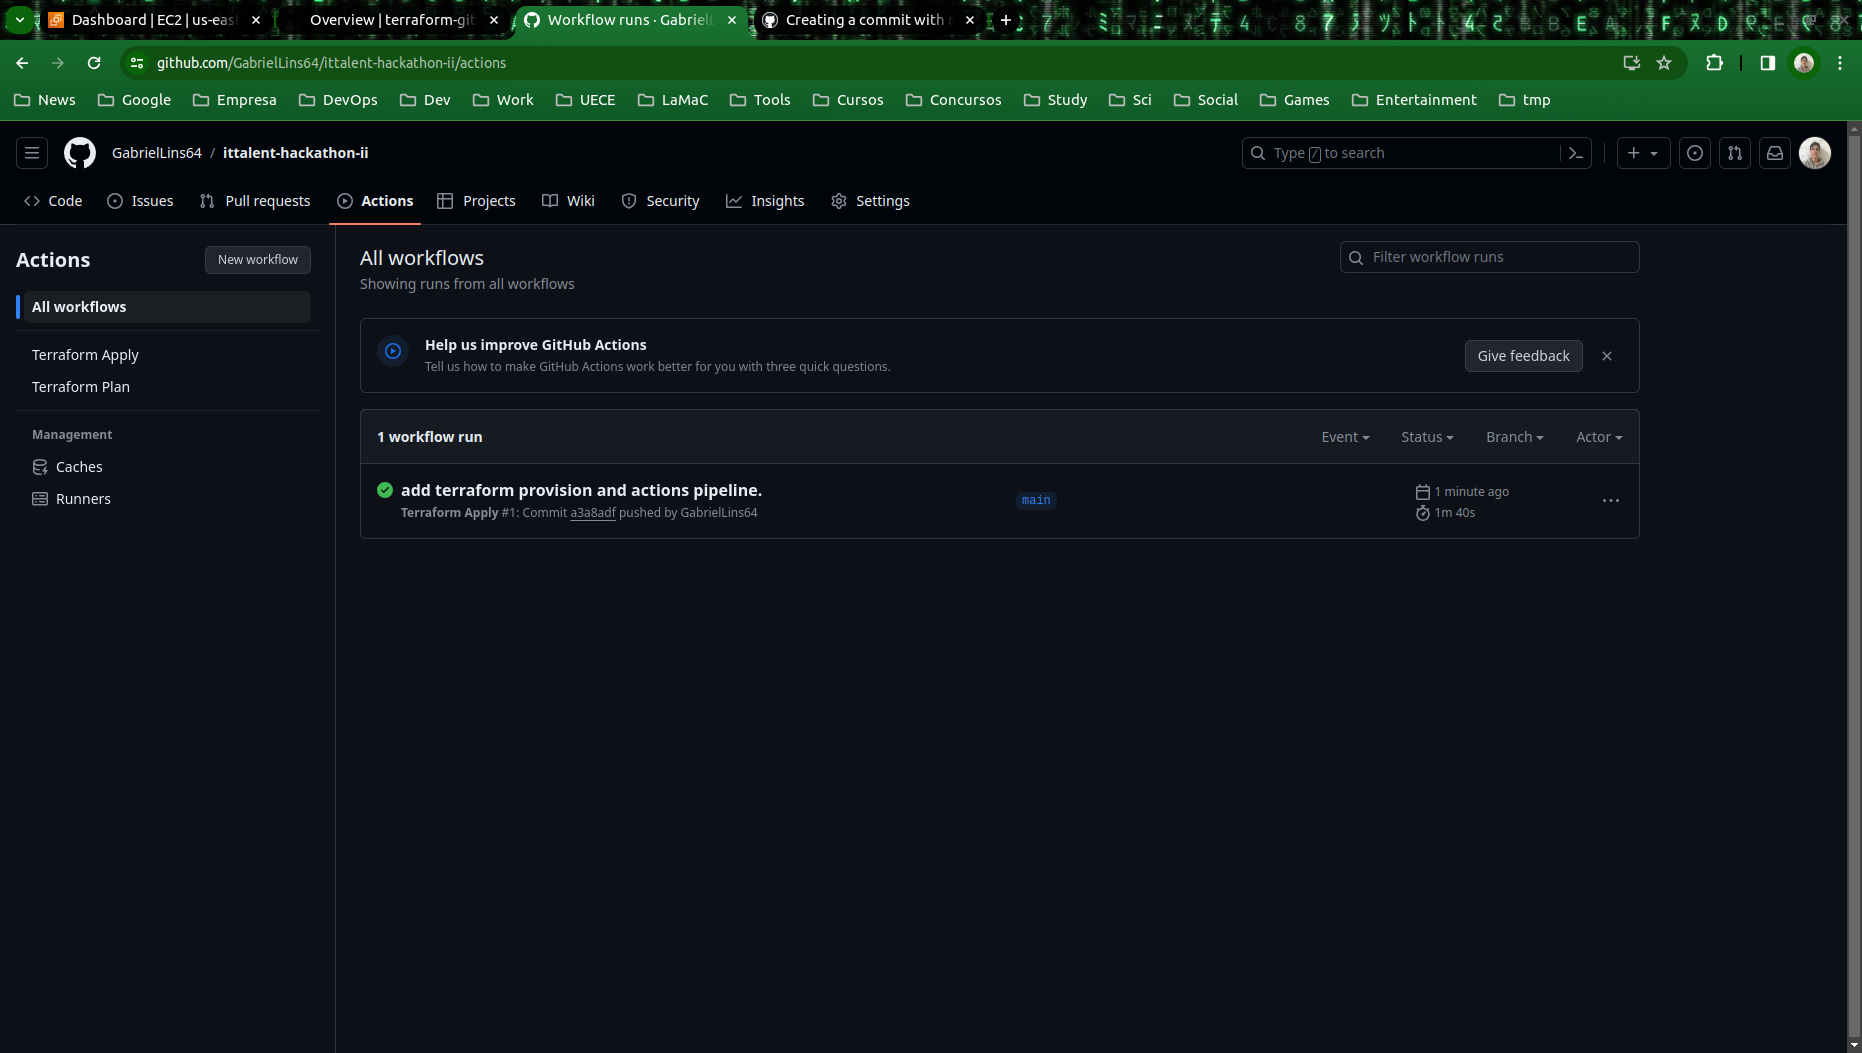 Dashboard | EC2 | us-eas
Overview | terraform-git
Workflow runs · GabrielL
Creating a commit with
github.com/GabrielLins64/ittalent-hackathon-ii/actions
News Google Empresa DevOps Dev Work UECE LaMaC Tools Cursos Concursos Study Sci Social Games Entertainment tmp
GabrielLins64 / ittalent-hackathon-ii
Type / to search
Code Issues Pull requests Actions Projects Wiki Security Insights Settings
Actions
New workflow
All workflows
Terraform Apply
Terraform Plan
Management
Caches
Runners
All workflows
Showing runs from all workflows
Filter workflow runs
Help us improve GitHub Actions
Tell us how to make GitHub Actions work better for you with three quick questions.
Give feedback
1 workflow run
Event Status Branch Actor
add terraform provision and actions pipeline.
Terraform Apply #1: Commit a3a8adf pushed by GabrielLins64
main
1 minute ago
1m 40s